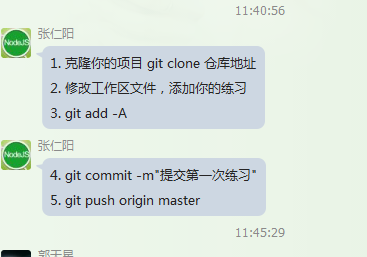 11:40:56
张仁阳
NodeJS
1. 克隆你的项目 git clone 仓库地址
2. 修改工作区文件，添加你的练习
3. git add -A
张仁阳
NodeJS
4. git commit -m"提交第一次练习"
5. git push origin master
11:45:29